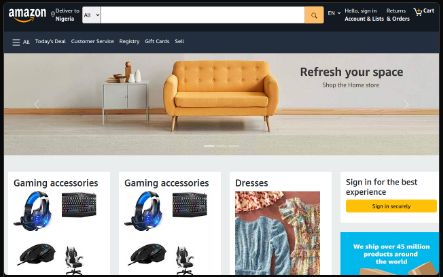 amazon
Deliver to
Nigeria
All
EN
Hello, sign in
Account & Lists
Returns
& Orders
Cart
All
Today's Deal
Customer Service
Registry
Gift Cards
Sell
Refresh your space
Shop the Home store
Gaming accessories
Gaming accessories
Dresses
Sign in for the best
experience
Sign in securely
We ship over 45 million
products around
the world